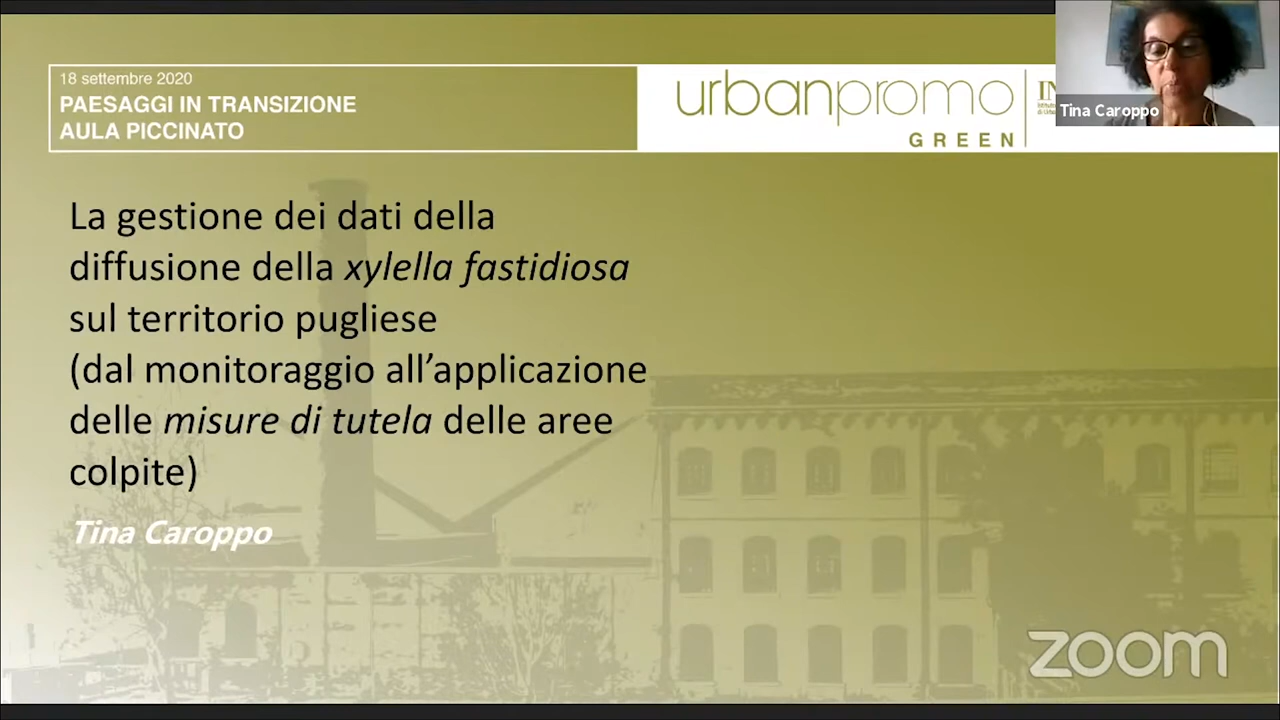 18 settembre 2020
PAESAGGI IN TRANSIZIONE
AULA PICCINATO
urbanpromo
GREEN
Tina Caroppo
La gestione dei dati della
diffusione della xylella fastidiosa
sul territorio pugliese
(dal monitoraggio all’applicazione
delle misure di tutela delle aree
colpite)
Tina Caroppo
zoom